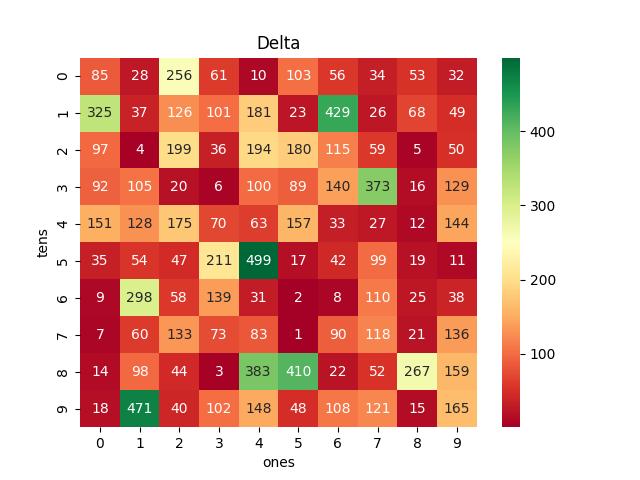 Delta
0 85 28 256 61 10 103 56 34 53 32
1 325 37 126 101 181 23 429 26 68 49
2 97 4 199 36 194 180 115 59 5 50
3 92 105 20 6 100 89 140 373 16 129
4 151 128 175 70 63 157 33 27 12 144
5 35 54 47 211 499 17 42 99 19 11
6 9 298 58 139 31 2 8 110 25 38
7 7 60 133 73 83 1 90 118 21 136
8 14 98 44 3 383 410 22 52 267 159
9 18 471 40 102 148 48 108 121 15 165
0 1 2 3 4 5 6 7 8 9
ones
tens
400
300
200
100